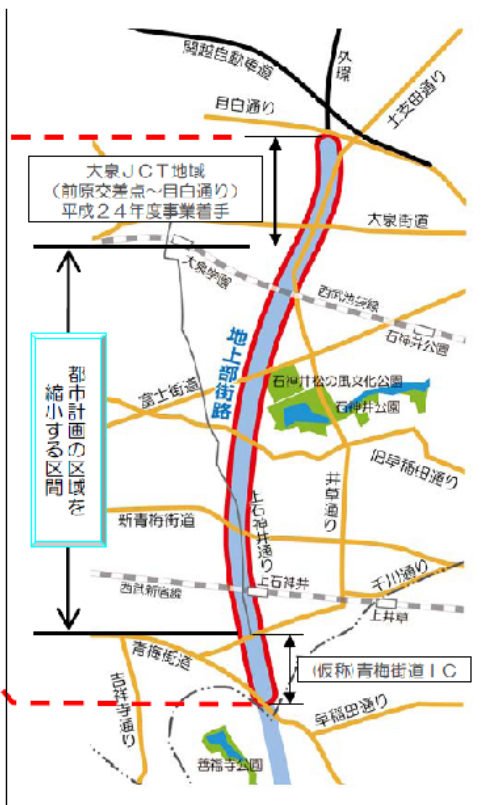 関越自動車道
外環
土支田通り
目白通り
大泉JCT地域
(前原交差点～目白通り)
平成24年度事業着手
大泉街道
大泉学園
西武池袋線
石神井公園
地上部街路
都市計画の区域を
縮小する区間
富士街道
石神井松の風文化公園
石神井公園
旧早稲田通り
井草通り
新青梅街道
上石神井通り
千川通り
西武新宿線
上石神井
上井草
青梅街道
(仮称)青梅街道IC
吉祥寺通り
早稲田通り
善福寺公園